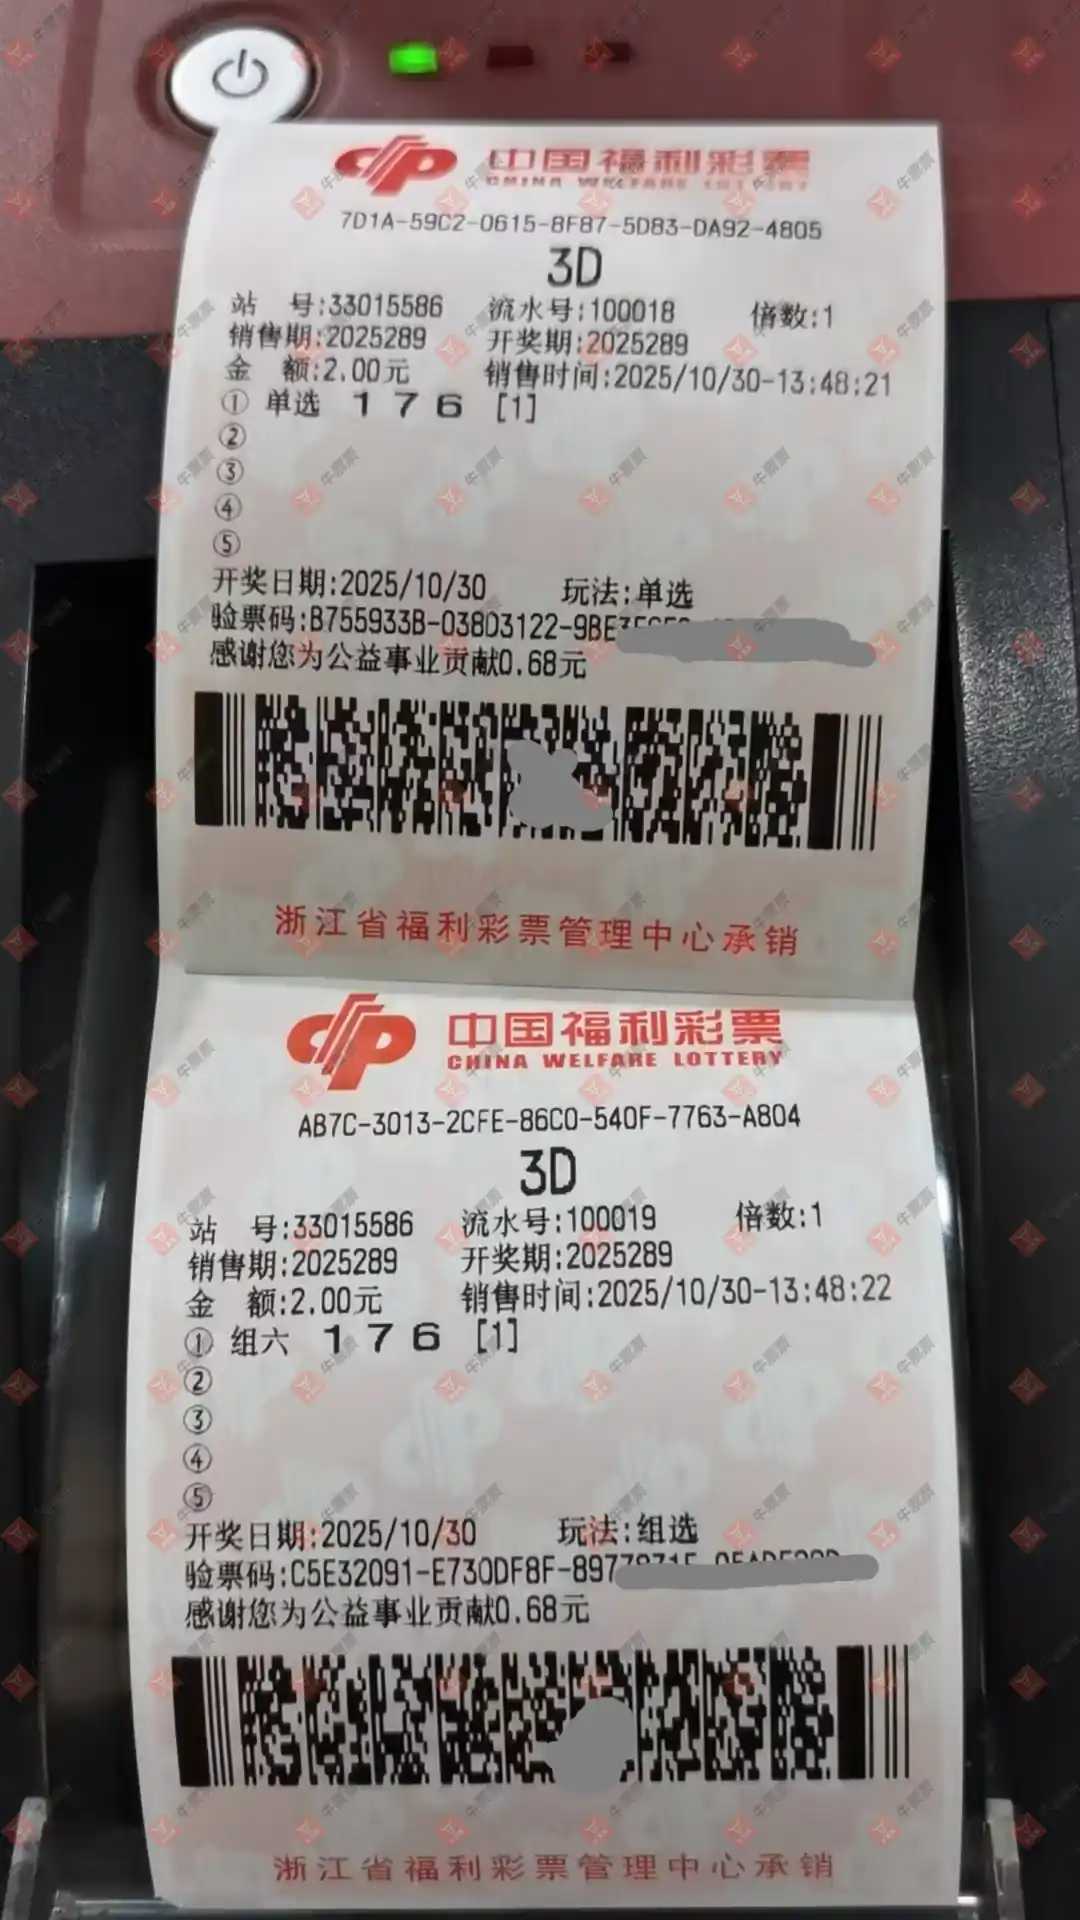 中国福利彩票
CHINA WELFARE LOTTERY
7D1A-59C2-0615-8F87-5D83-DA92-4805
3D
站 号:33015586 流水号:100018 倍数:1
销售期:2025289 开奖期:2025289
金 额:2.00元 销售时间:2025/10/30-13:48:21
① 单选 1 7 6 [1]
②
③
④
⑤
开奖日期:2025/10/30 玩法:单选
验票码:B755933B-038D3122-9BE
感谢您为公益事业贡献0.68元
浙江省福利彩票管理中心承销
中国福利彩票
CHINA WELFARE LOTTERY
AB7C-3013-2CFE-86C0-540F-7763-A804
3D
站 号:33015586 流水号:100019 倍数:1
销售期:2025289 开奖期:2025289
金 额:2.00元 销售时间:2025/10/30-13:48:22
① 组六 1 7 6 [1]
②
③
④
⑤
开奖日期:2025/10/30 玩法:组选
验票码:C5E32091-E730DF8F-897
感谢您为公益事业贡献0.68元
浙江省福利彩票管理中心承销
牛票票